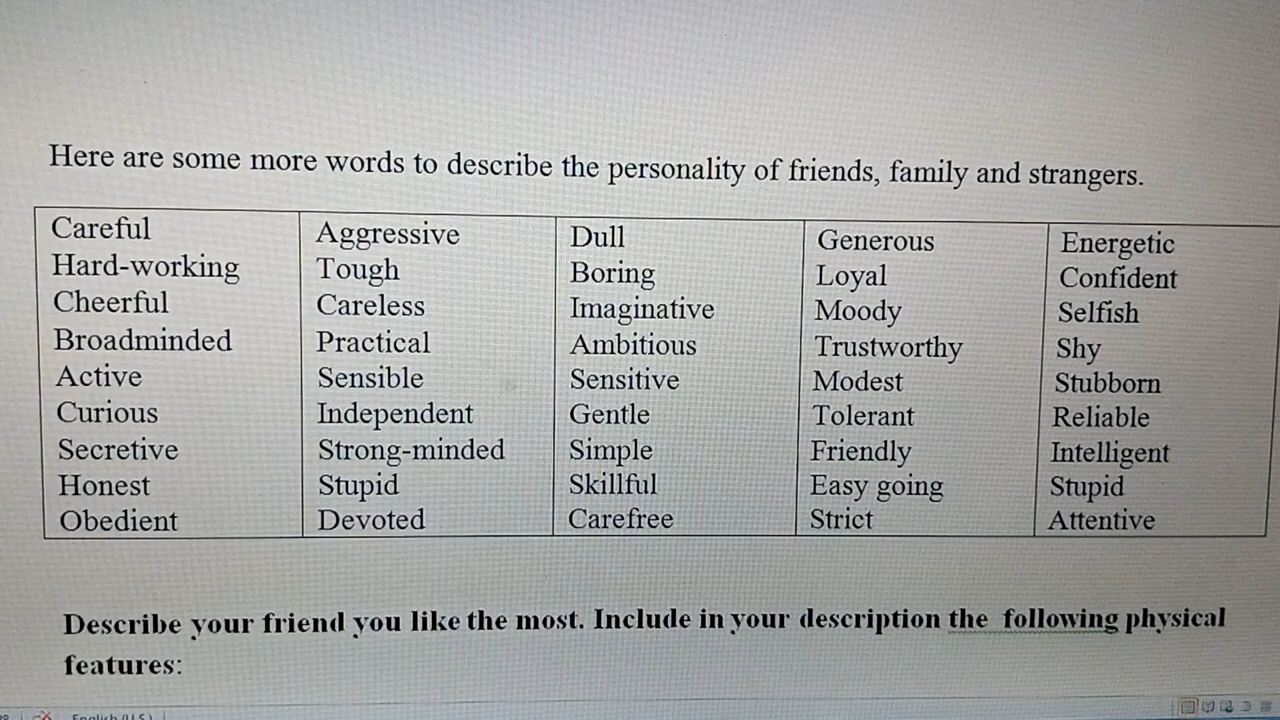 Here are some more words to describe the personality of friends, family and strangers.
Careful Aggressive Dull Generous Energetic
Hard-working Tough Boring Loyal Confident
Cheerful Careless Imaginative Moody Selfish
Broadminded Practical Ambitious Trustworthy Shy
Active Sensible Sensitive Modest Stubborn
Curious Independent Gentle Tolerant Reliable
Secretive Strong-minded Simple Friendly Intelligent
Honest Stupid Skillful Easy going Stupid
Obedient Devoted Carefree Strict Attentive
Describe your friend you like the most. Include in your description the following physical
features:
English (U.S.)